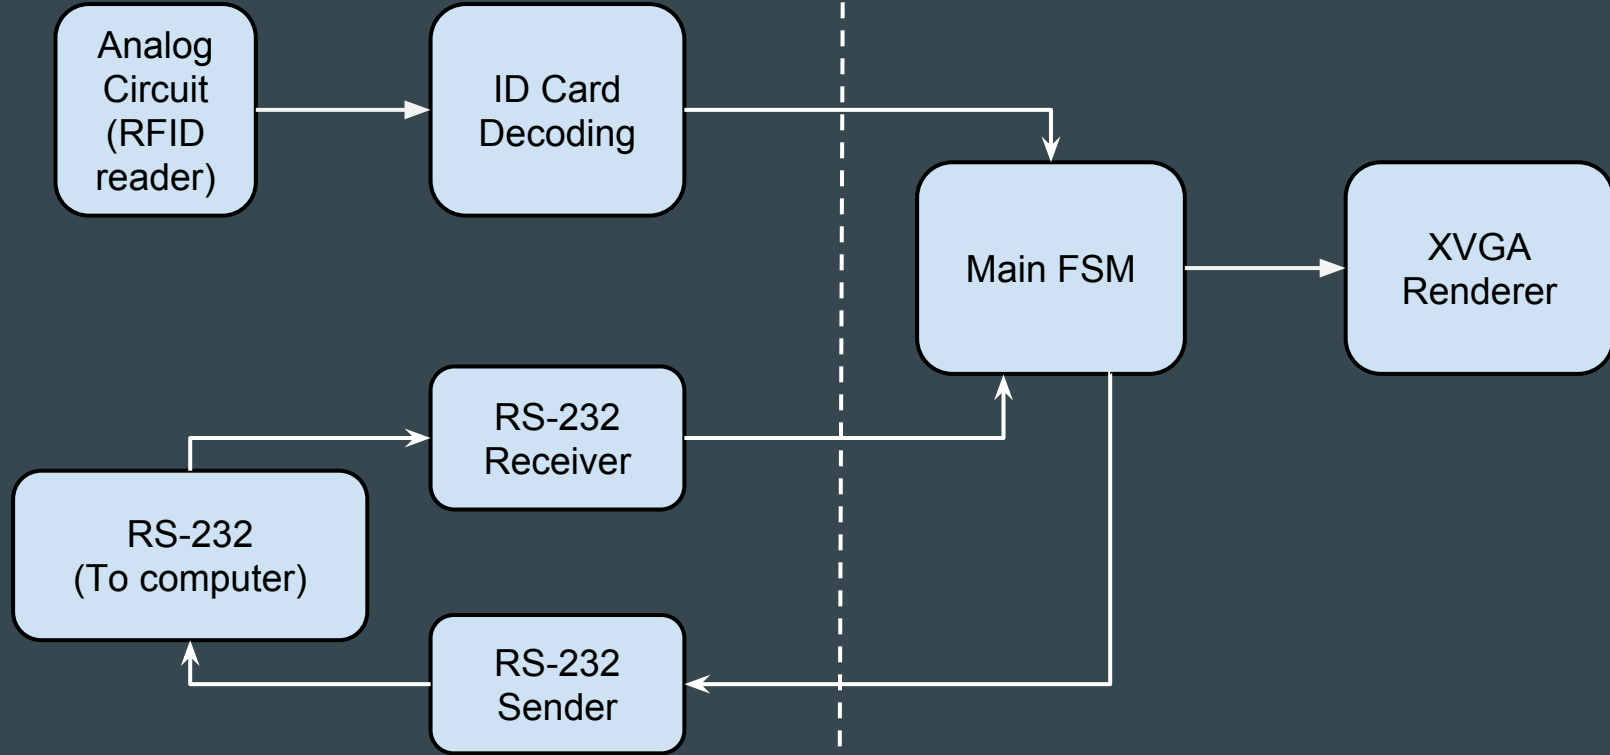 Analog
Circuit
(RFID
reader)
ID Card
Decoding
Main FSM
XVGA
Renderer
RS-232
Receiver
RS-232
(To computer)
RS-232
Sender